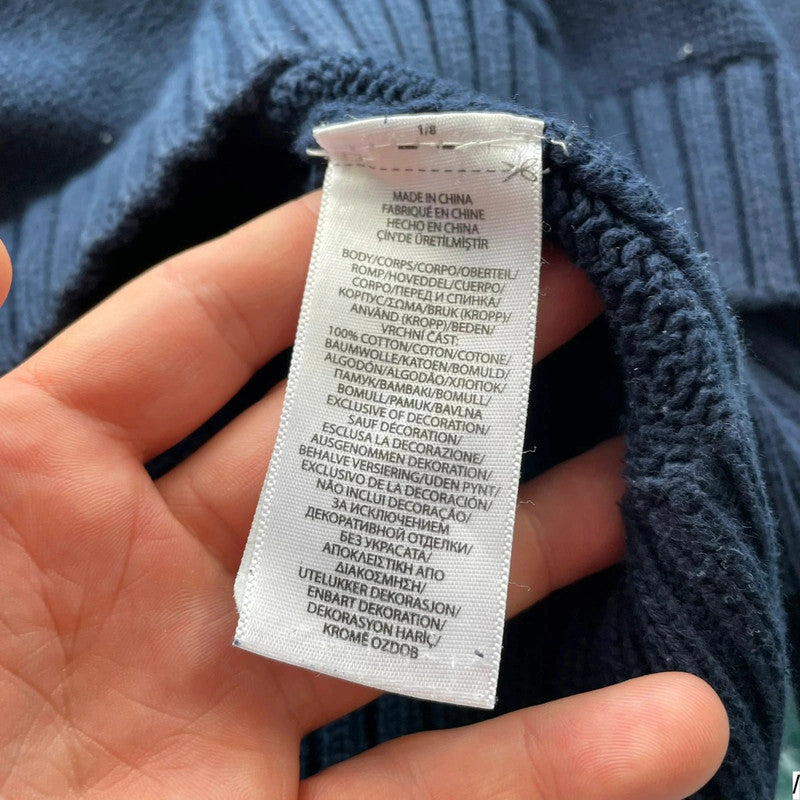 1/8
MADE IN CHINA
FABRIQUÉ EN CHINE
HECHO EN CHINA
ÇIN'DE ÜRETİLMİŞTİR
BODY/CORPS/CORPO/OBERTEIL/
ROMP/HOVEDDEL/CUERPO/
CORPO/ПЕРЕД И СПИНКА/
КОРПУС/ΣΩΜΑ/BRUK (KROPP)/
ANVÄND (KROPP)/BEDEN/
VRCHNÍ ČÁST:
100% COTTON/COTON/COTONE/
BAUMWOLLE/KATOEN/BOMULD/
ALGODÓN/ALGODÃO/ХЛОПОК/
ПАМУК/ΒΑΜΒΑΚΙ/BOMULL/
BOMULL/PAMUK/BAVLNA
EXCLUSIVE OF DECORATION/
SAUF DÉCORATION/
ESCLUSA LA DECORAZIONE/
AUSGENOMMEN DEKORATION/
BEHALVE VERSIERING/UDEN PYNT/
EXCLUSIVO DE LA DECORACIÓN/
NÃO INCLUI DECORAÇÃO/
ЗА ИСКЛЮЧЕНИЕМ
ДЕКОРАТИВНОЙ ОТДЕЛКИ/
БЕЗ УКРАСАТА/
ΑΠΟΚΛΕΙΣΤΙΚΗ ΑΠΟ
ΔΙΑΚΟΣΜΗΣΗ/
UTELUKKER DEKORASJON/
ENBART DEKORATION/
DEKORASYON HARİÇ/
KROMĚ OZDOB